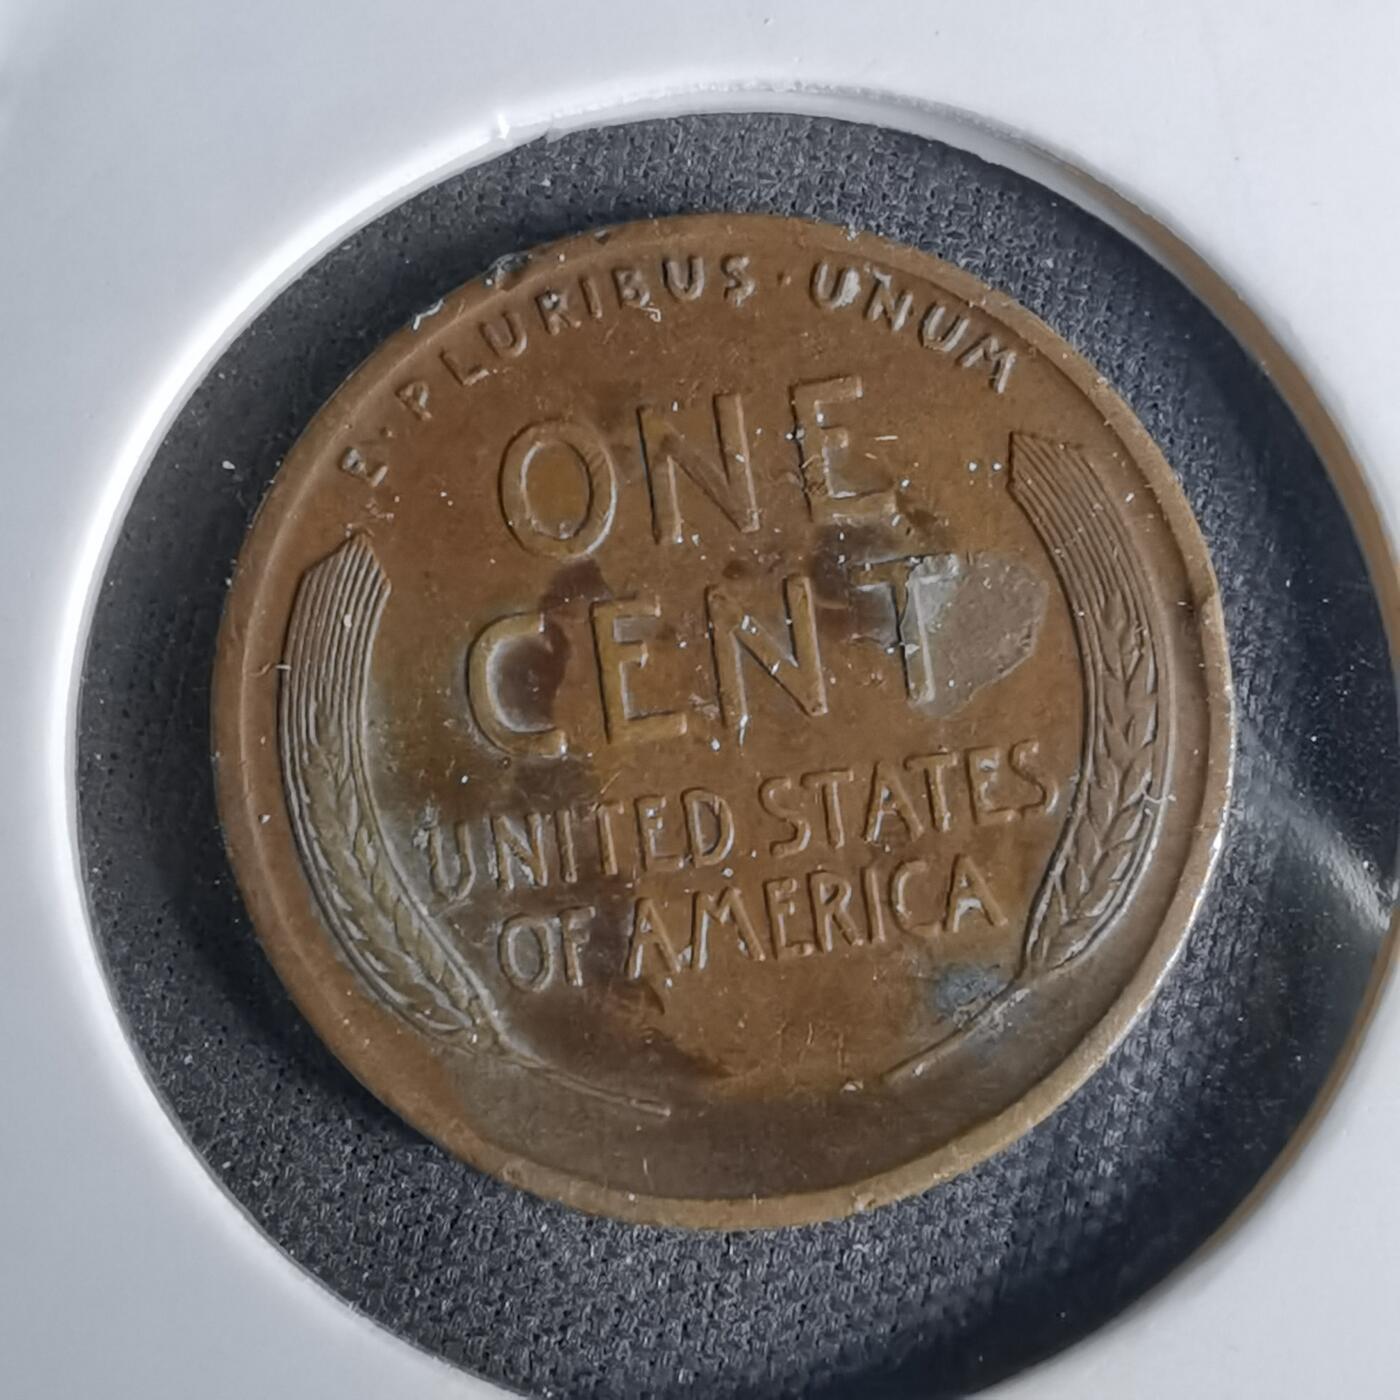 E·PLURIBUS·UNUM
ONE
CENT
UNITED STATES
OF AMERICA